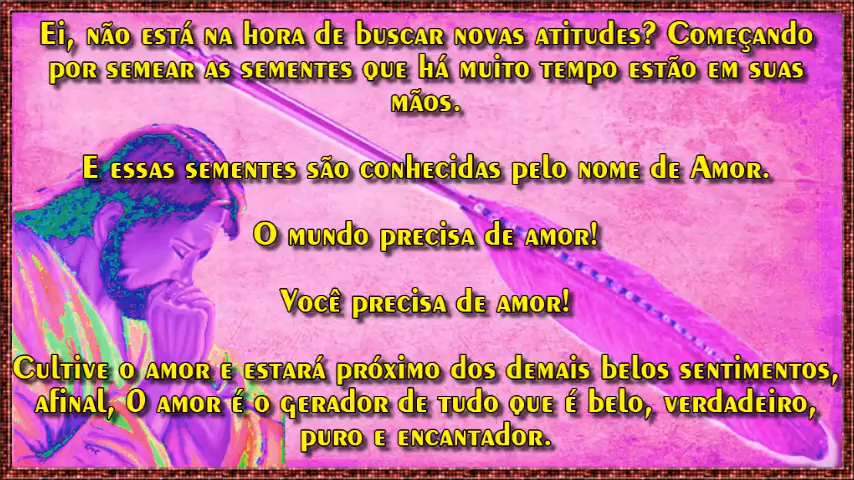 Ei, não está na hora de buscar novas atitudes? Começando
por semear as sementes que há muito tempo estão em suas
mãos.
E essas sementes são conhecidas pelo nome de Amor.
O mundo precisa de amor!
Você precisa de amor!
Cultive o amor e estará próximo dos demais belos sentimentos,
afinal, O amor é o gerador de tudo que é belo, verdadeiro,
puro e encantador.